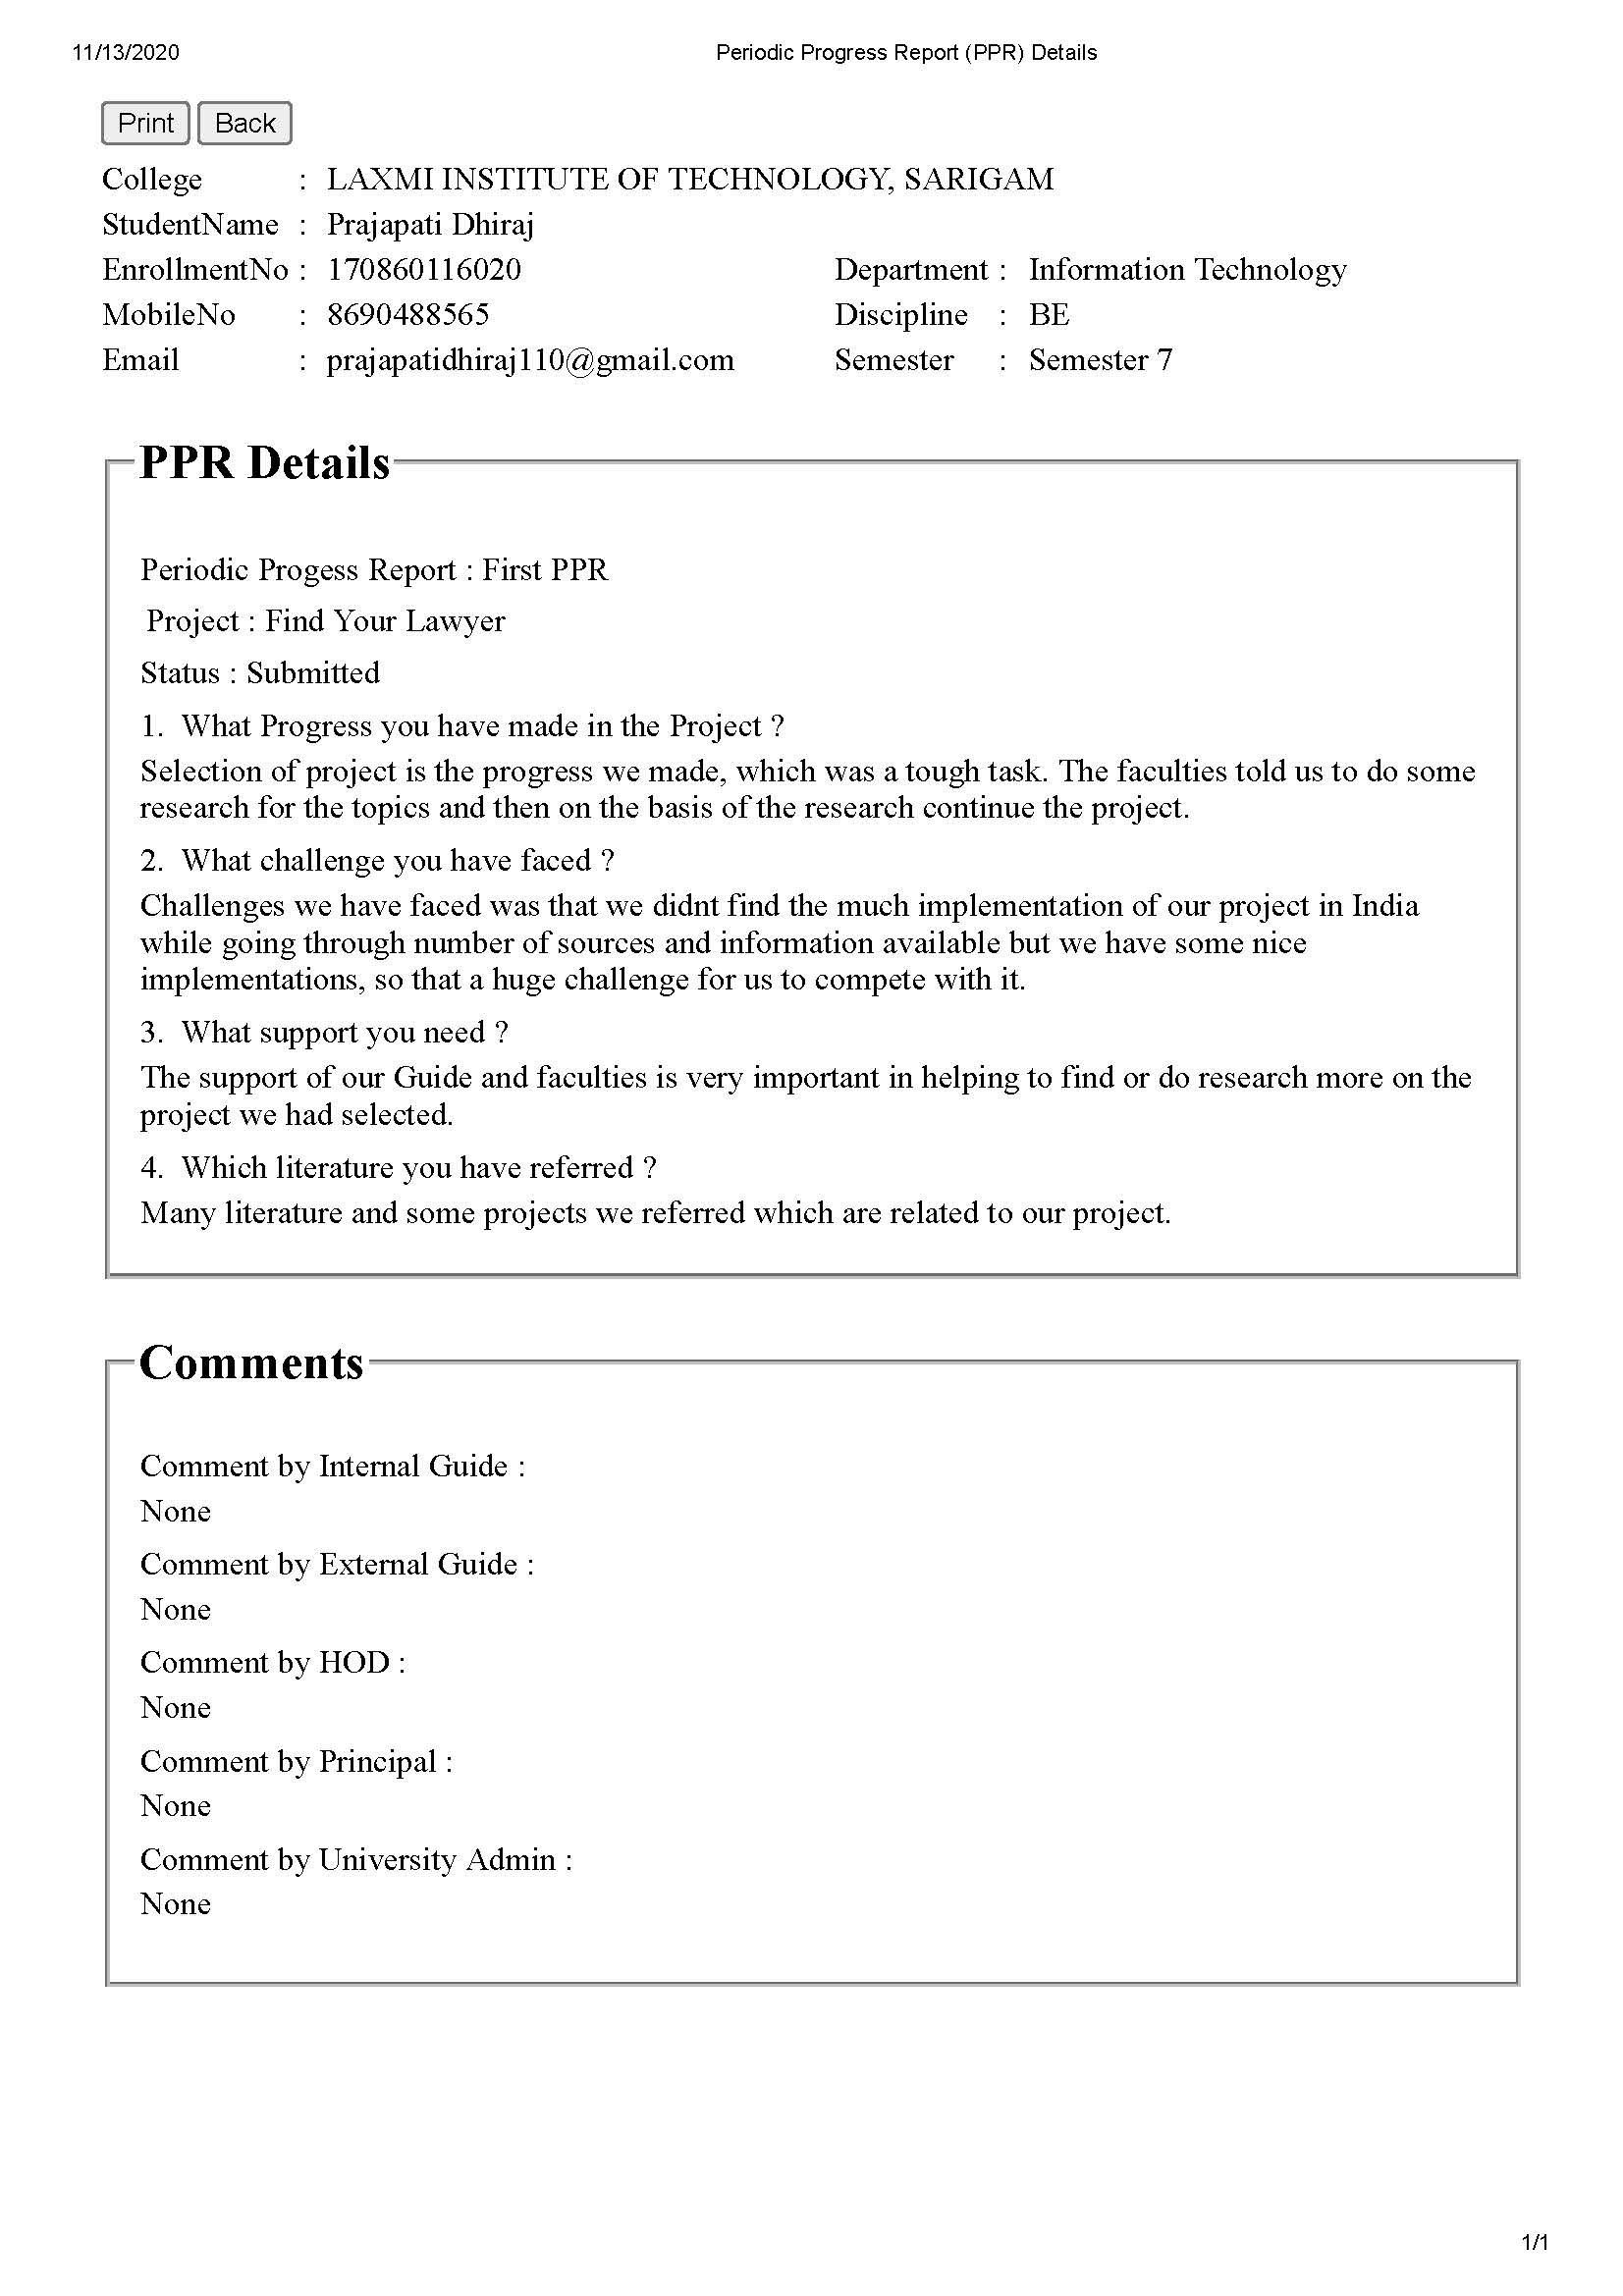 11/13/2020 Periodic Progress Report (PPR) Details
Print Back
College : LAXMI INSTITUTE OF TECHNOLOGY, SARIGAM
StudentName : Prajapati Dhiraj
EnrollmentNo : 170860116020 Department : Information Technology
MobileNo : 8690488565 Discipline : BE
Email : prajapatidhiraj110@gmail.com Semester : Semester 7
PPR Details
Periodic Progess Report : First PPR
Project : Find Your Lawyer
Status : Submitted
1. What Progress you have made in the Project ?
Selection of project is the progress we made, which was a tough task. The faculties told us to do some
research for the topics and then on the basis of the research continue the project.
2. What challenge you have faced ?
Challenges we have faced was that we didnt find the much implementation of our project in India
while going through number of sources and information available but we have some nice
implementations, so that a huge challenge for us to compete with it.
3. What support you need ?
The support of our Guide and faculties is very important in helping to find or do research more on the
project we had selected.
4. Which literature you have referred ?
Many literature and some projects we referred which are related to our project.
Comments
Comment by Internal Guide :
None
Comment by External Guide :
None
Comment by HOD :
None
Comment by Principal :
None
Comment by University Admin :
None
1/1